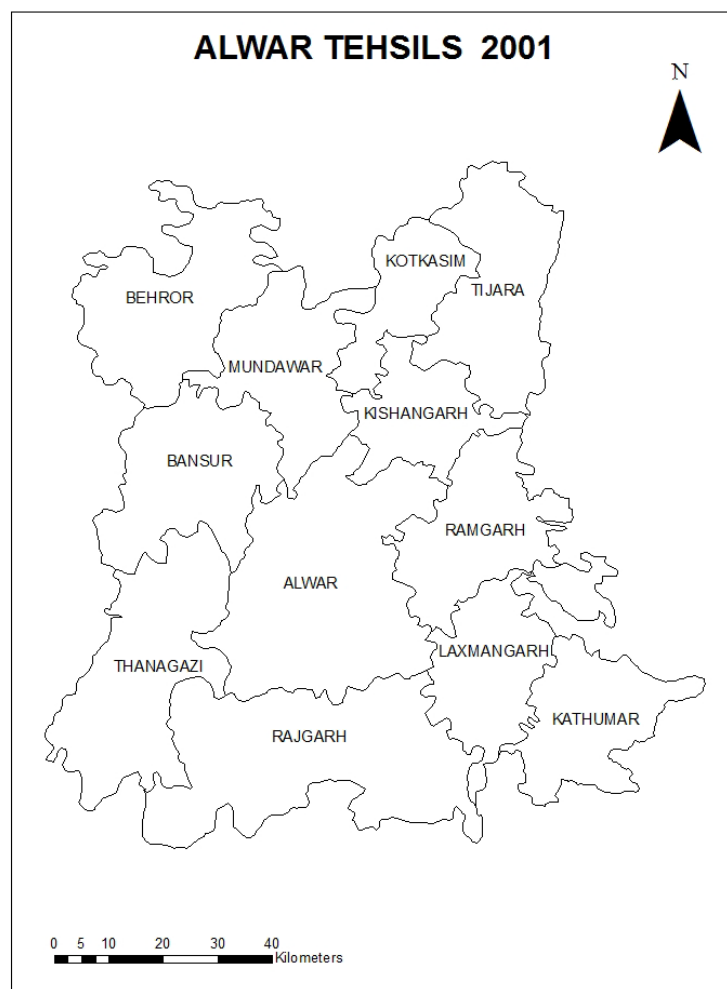 ALWAR TEHSILS 2001
N
KOTKASIM
TIJARA
BEHROR
MUNDAWAR
KISHANGARH
BANSUR
RAMGARH
ALWAR
LAXMANGARH
THANAGAZI
KATHUMAR
RAJGARH
0 5 10 20 30 40
Kilometers